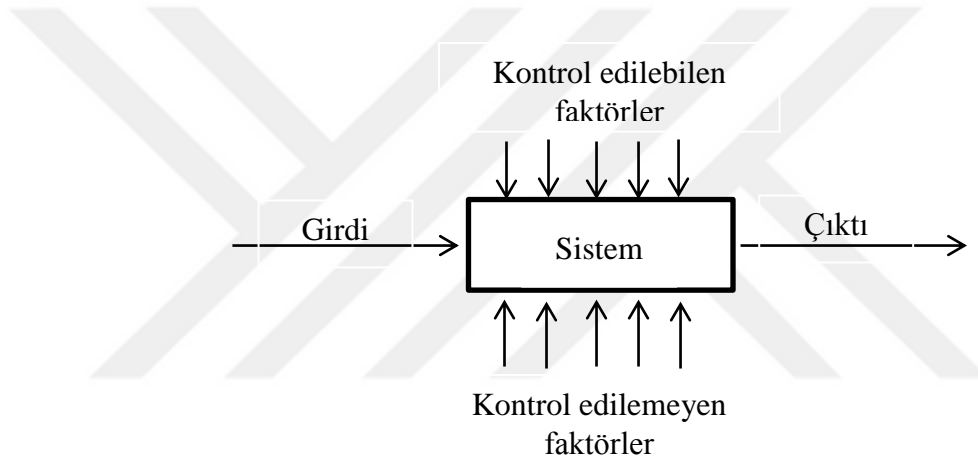 Kontrol edilebilen
faktörler
Girdi
Sistem
Çıktı
Kontrol edilemeyen
faktörler